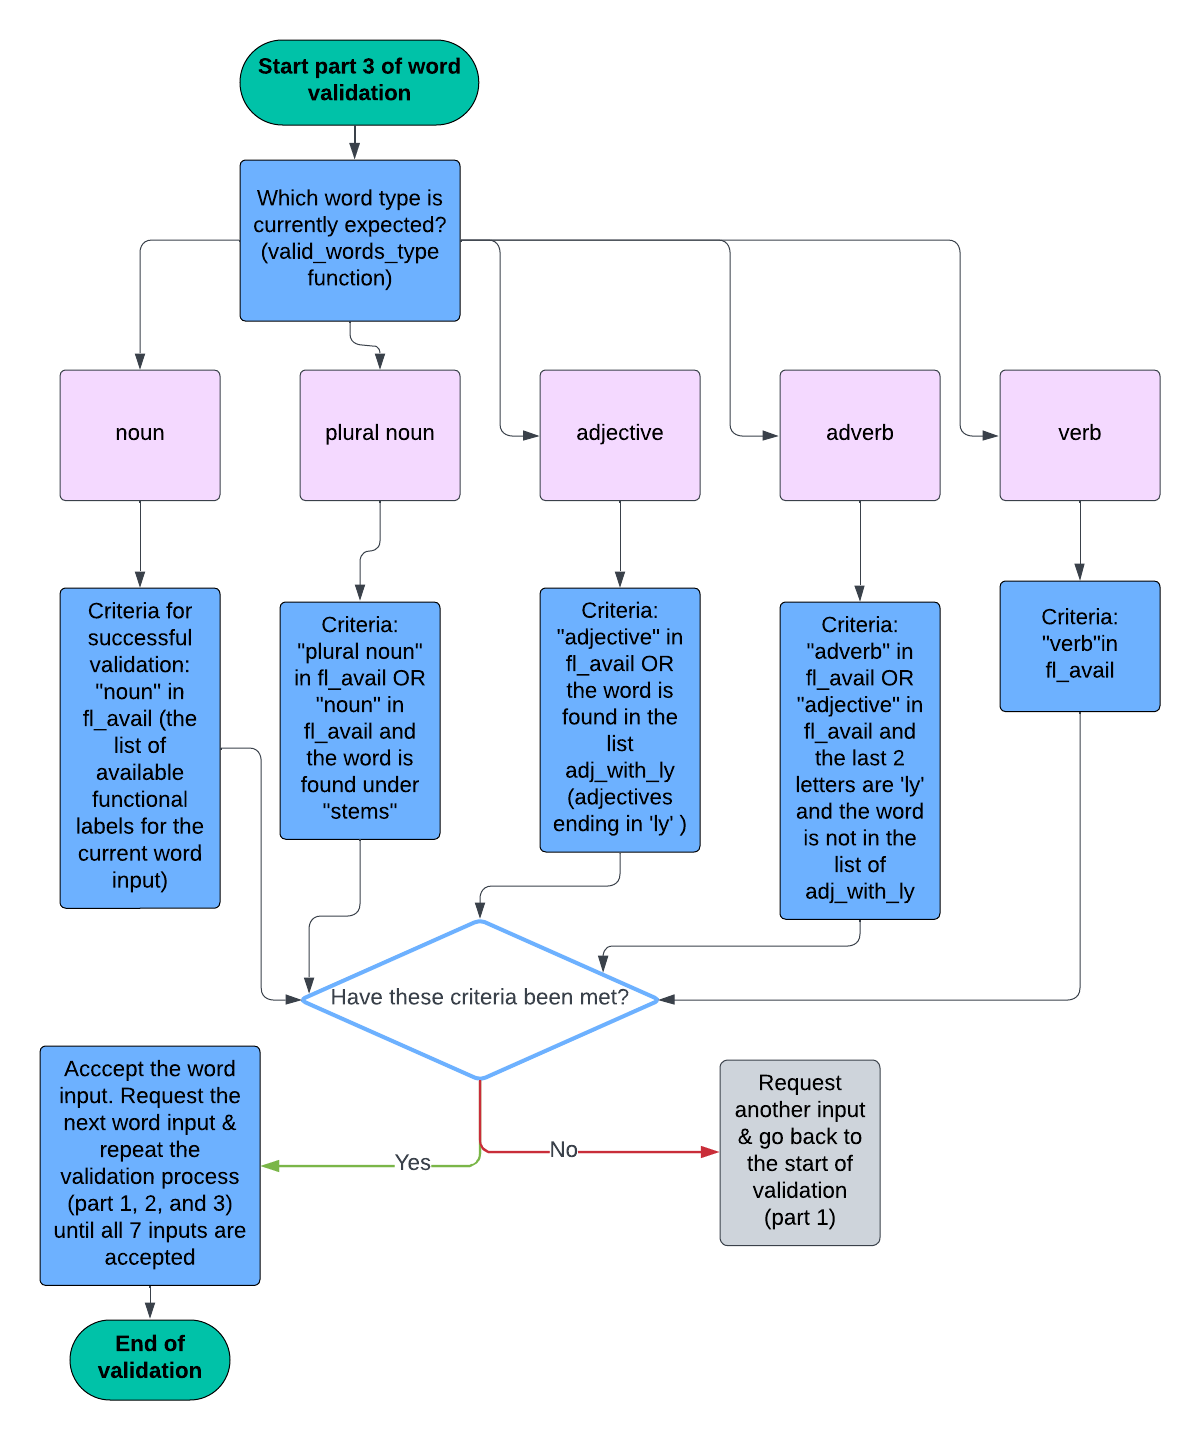 Start part 3 of word
validation
Which word type is
currently expected?
(valid_words_type
function)
noun
plural noun
adjective
adverb
verb
Criteria for
successful
validation:
"noun" in
fl_avail (the
list of
available
functional
labels for the
current word
input)
Criteria:
"plural noun"
in fl_avail OR
"noun" in
fl_avail and
the word is
found under
"stems"
Criteria:
"adjective" in
fl_avail OR
the word is
found in the
list
adj_with_ly
(adjectives
ending in 'ly' )
Criteria:
"adverb" in
fl_avail OR
"adjective" in
fl_avail and
the last 2
letters are 'ly'
and the word
is not in the
list of
adj_with_ly
Criteria:
"verb"in
fl_avail
Have these criteria been met?
Yes
No
Acccept the word
input. Request the
next word input &
repeat the
validation process
(part 1, 2, and 3)
until all 7 inputs are
accepted
Request
another input
& go back to
the start of
validation
(part 1)
End of
validation